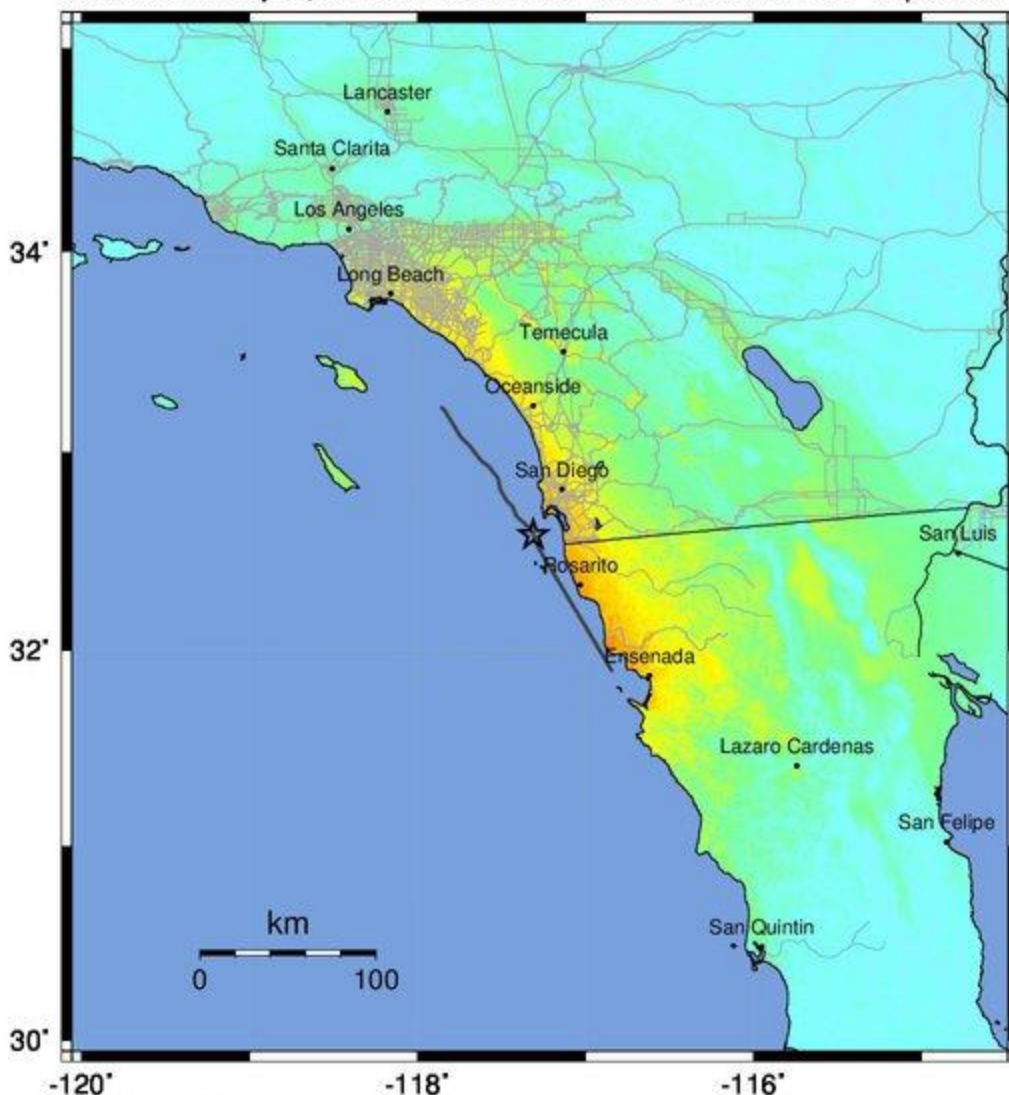 Lancaster
Santa Clarita
Los Angeles
34°
Long Beach
Temecula
Oceanside
San Diego
San Luis
Rosarito
32°
Ensenada
Lazaro Cardenas
San Felipe
km
San Quintin
0 100
30°
-120° -118° -116°